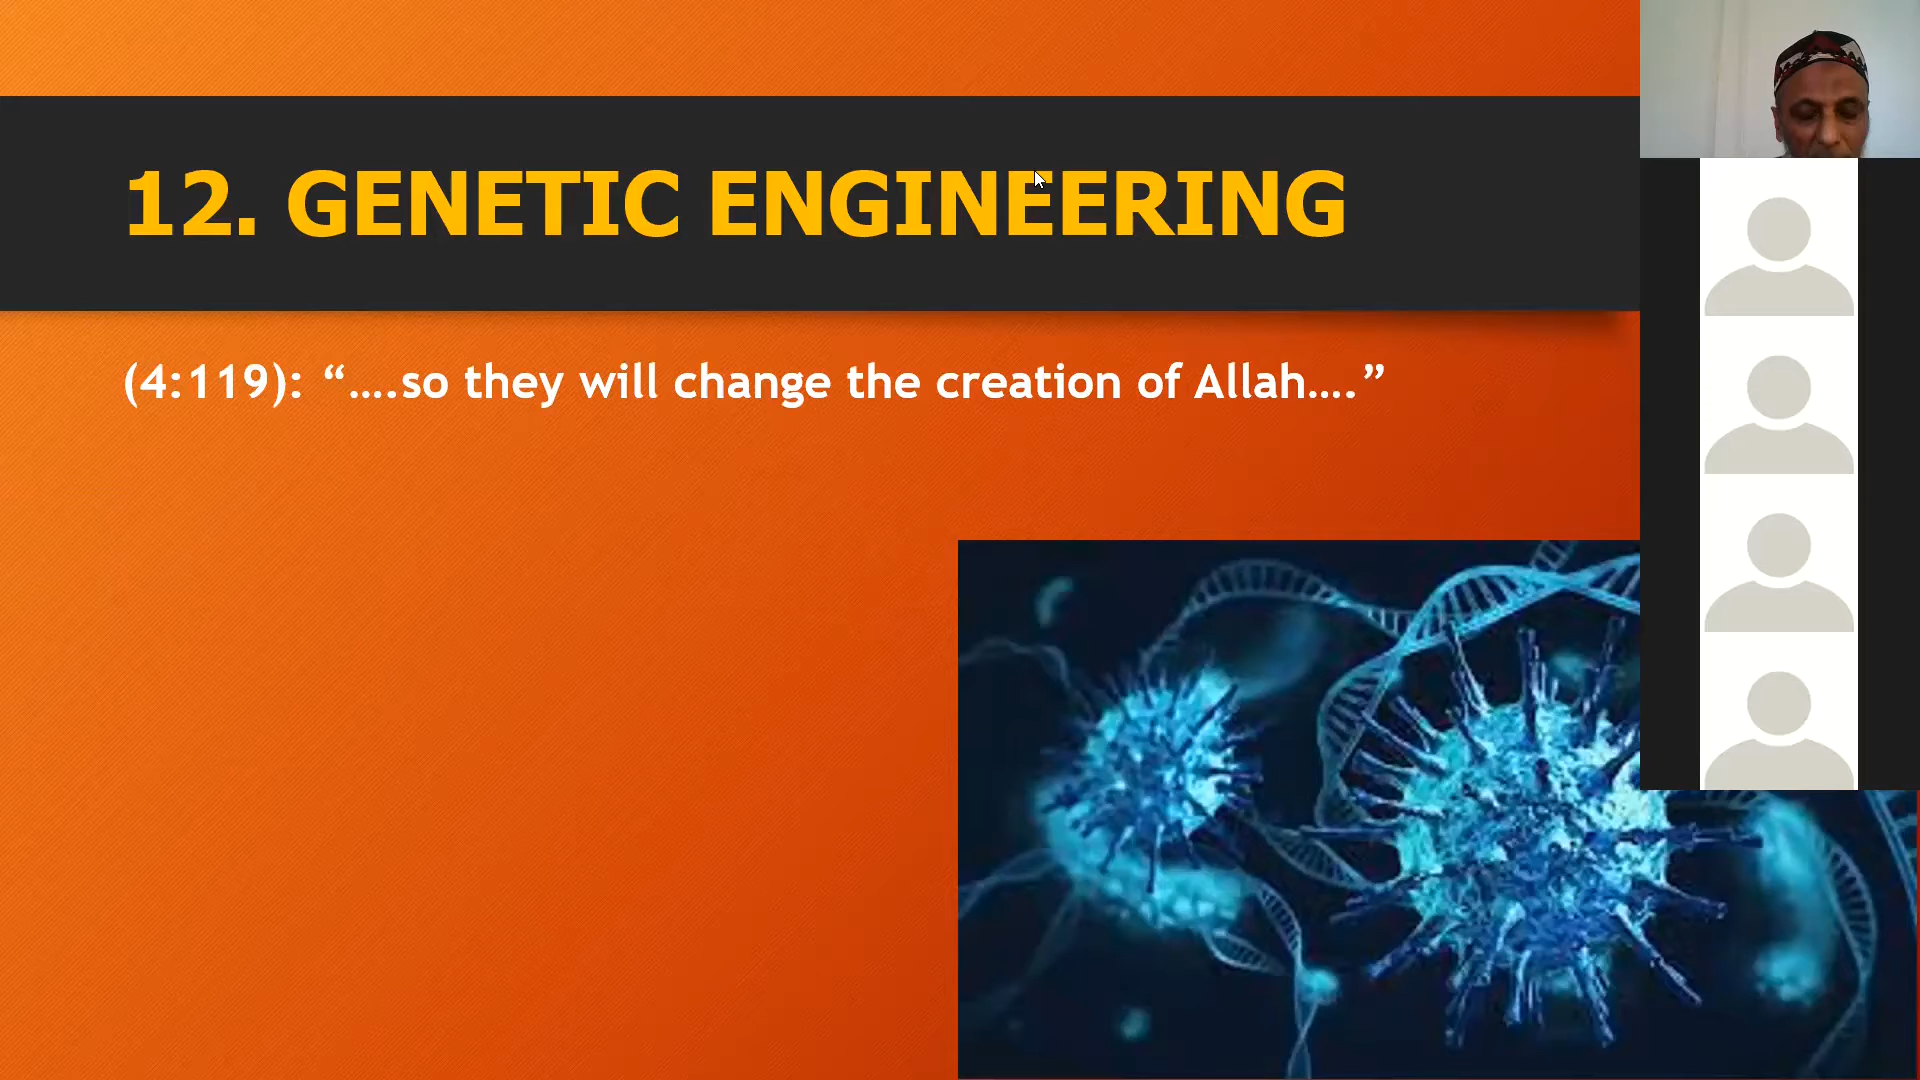 12. GENETIC ENGINEERING
(4:119): “….so they will change the creation of Allah….”